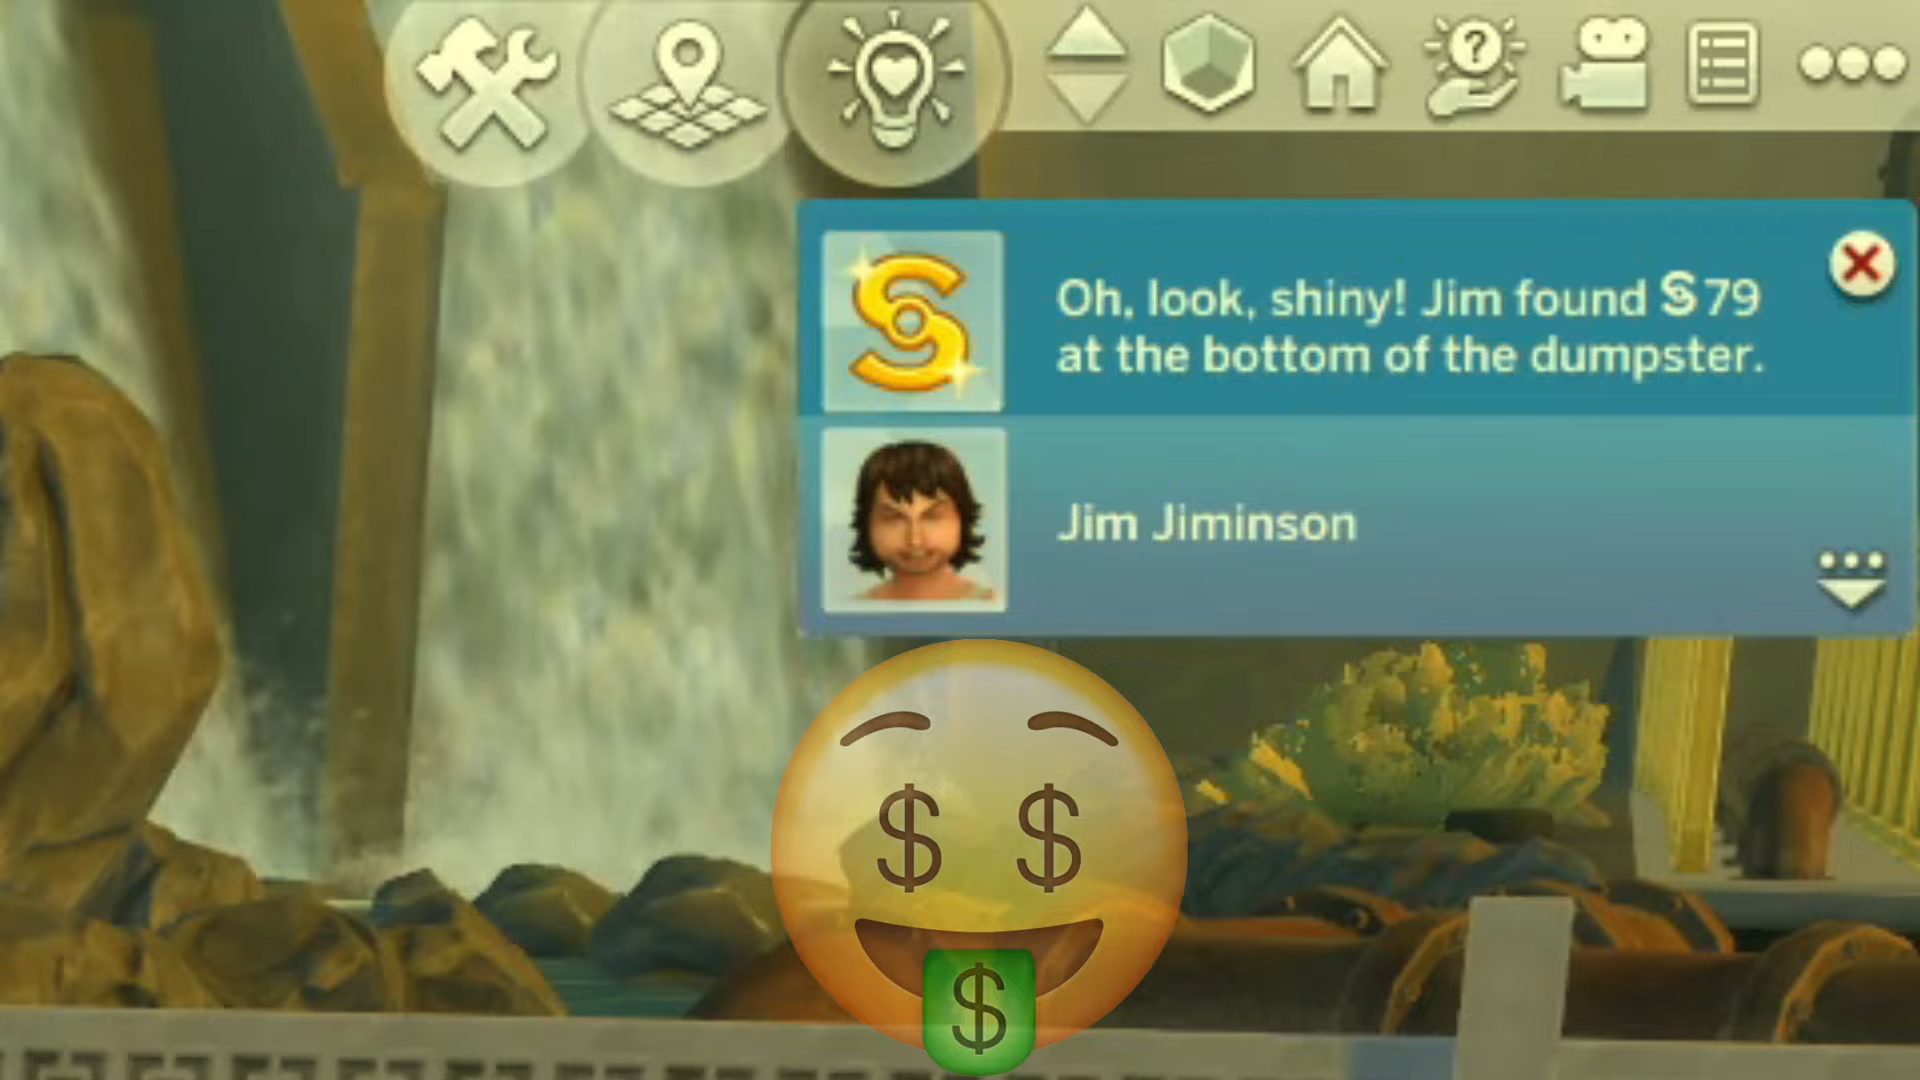 Oh, look, shiny! Jim found §79
at the bottom of the dumpster.
Jim Jiminson